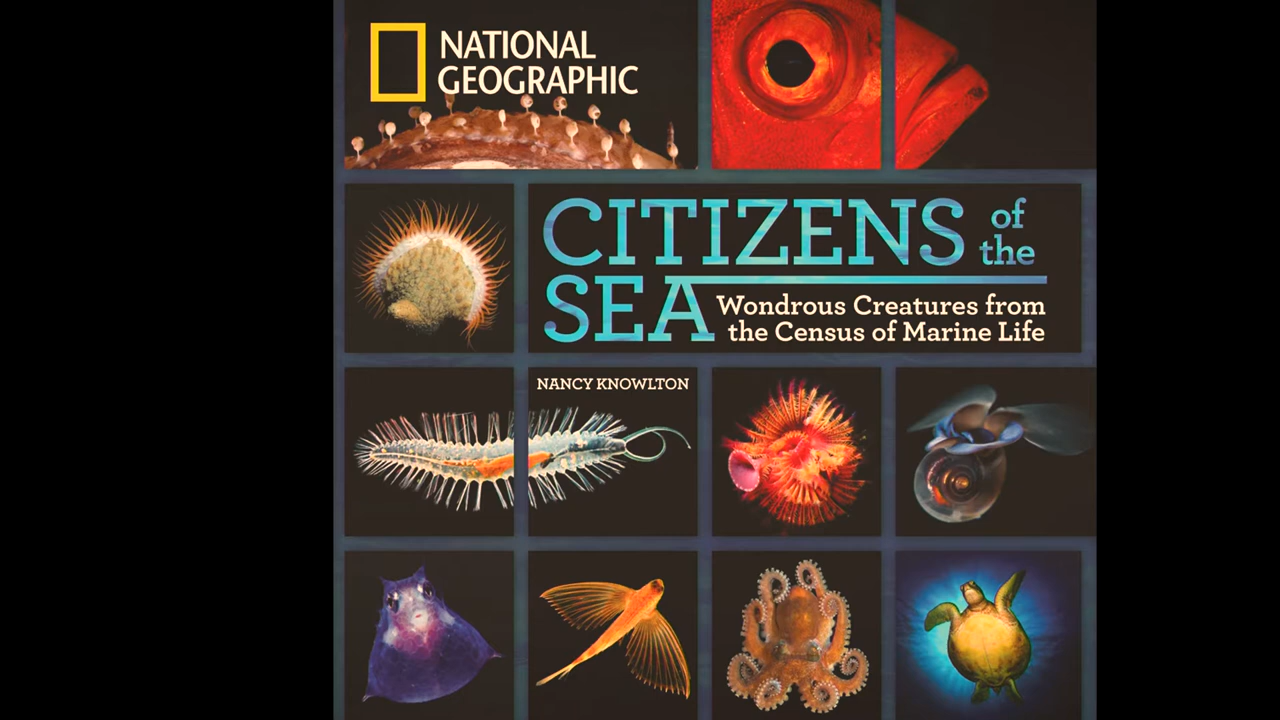 NATIONAL
GEOGRAPHIC
CITIZENS of the
SEA
Wondrous Creatures from
the Census of Marine Life
NANCY KNOWLTON